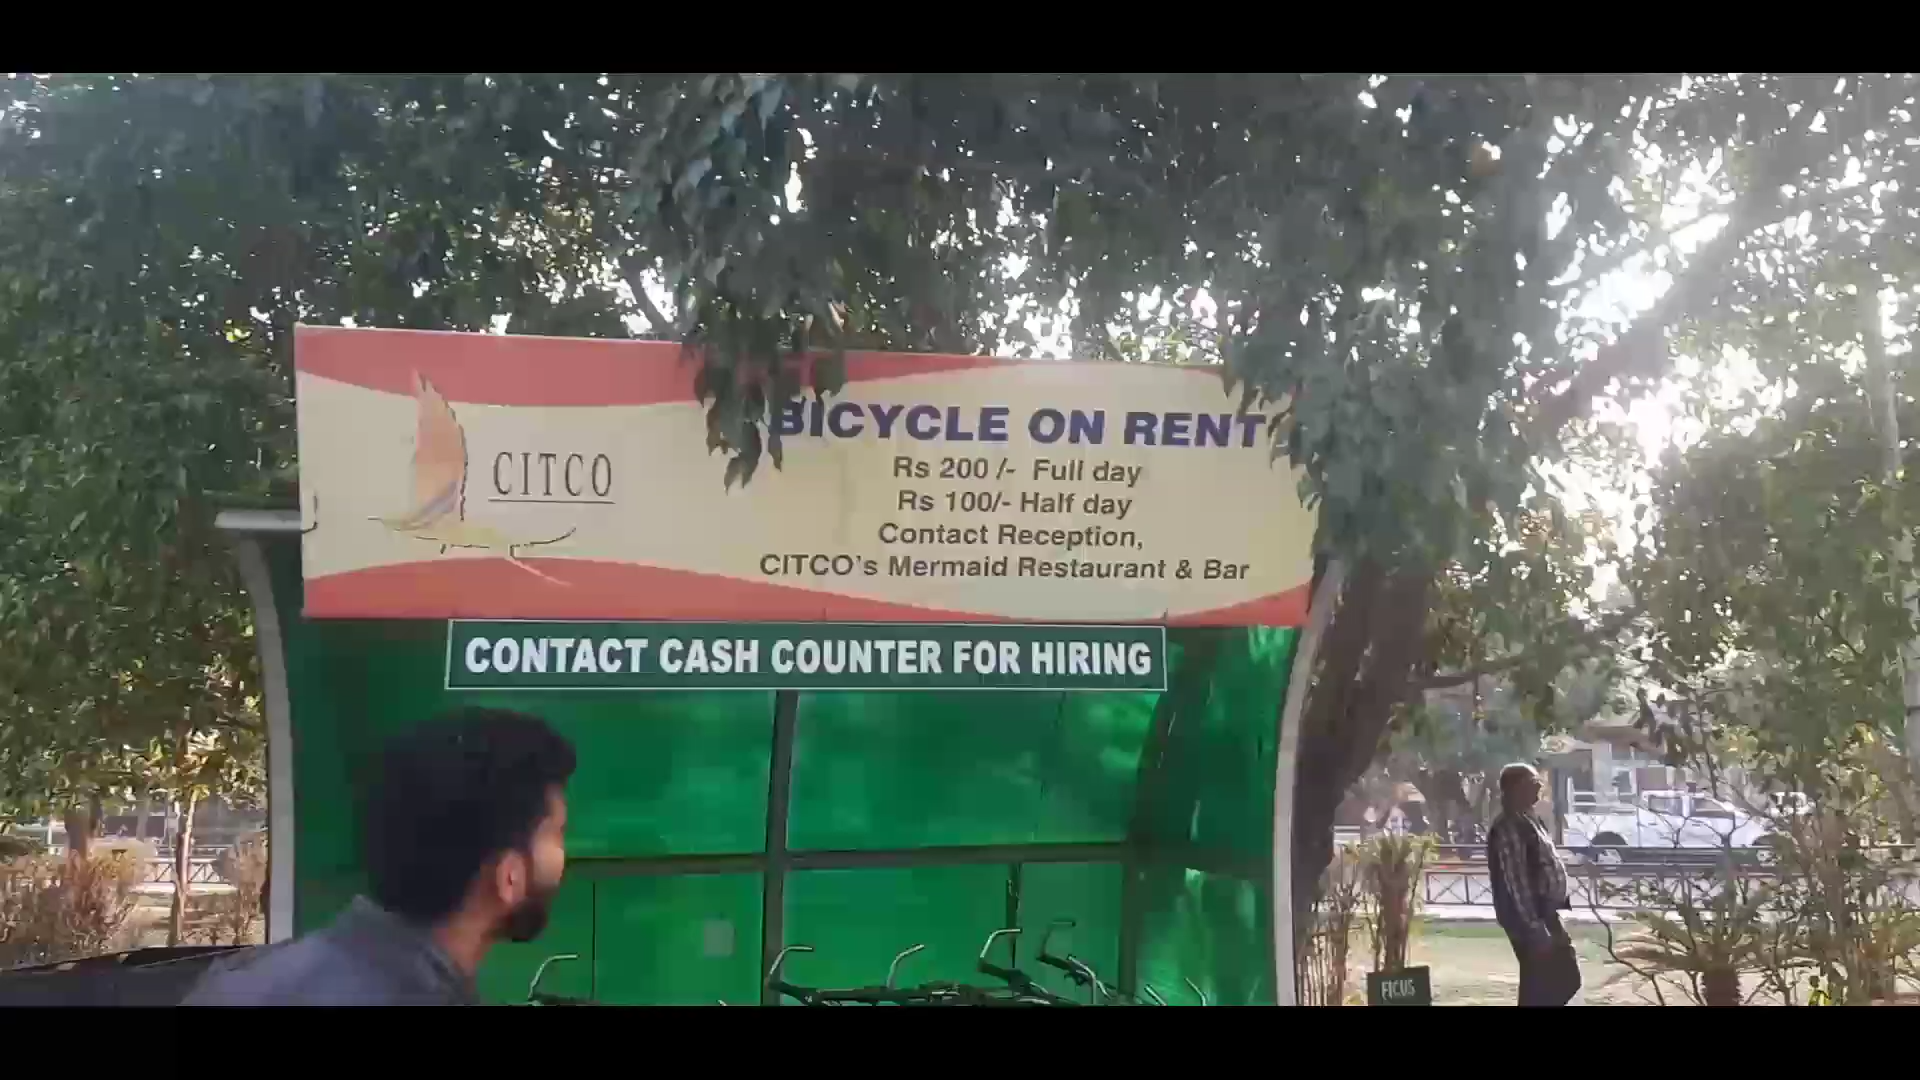 CITCO
BICYCLE ON RENT
Rs 200 /- Full day
Rs 100/- Half day
Contact Reception,
CITCO's Mermaid Restaurant & Bar
CONTACT CASH COUNTER FOR HIRING
FICUS